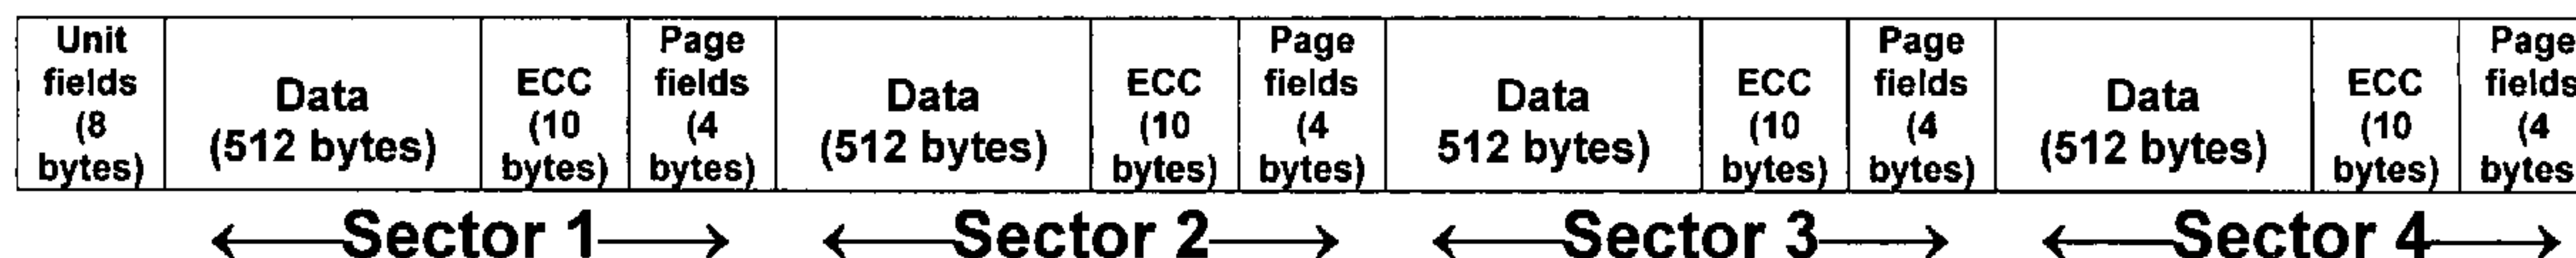 Unit
fields
(8
bytes)
Data
(512 bytes)
ECC
(10
bytes)
Page
fields
(4
bytes)
Data
(512 bytes)
ECC
(10
bytes)
Page
fields
(4
bytes)
Data
512 bytes)
ECC
(10
bytes)
Page
fields
(4
bytes)
Data
(512 bytes)
ECC
(10
bytes)
Page
fields
(4
bytes
Sector 1
Sector 2
Sector 3
Sector 4